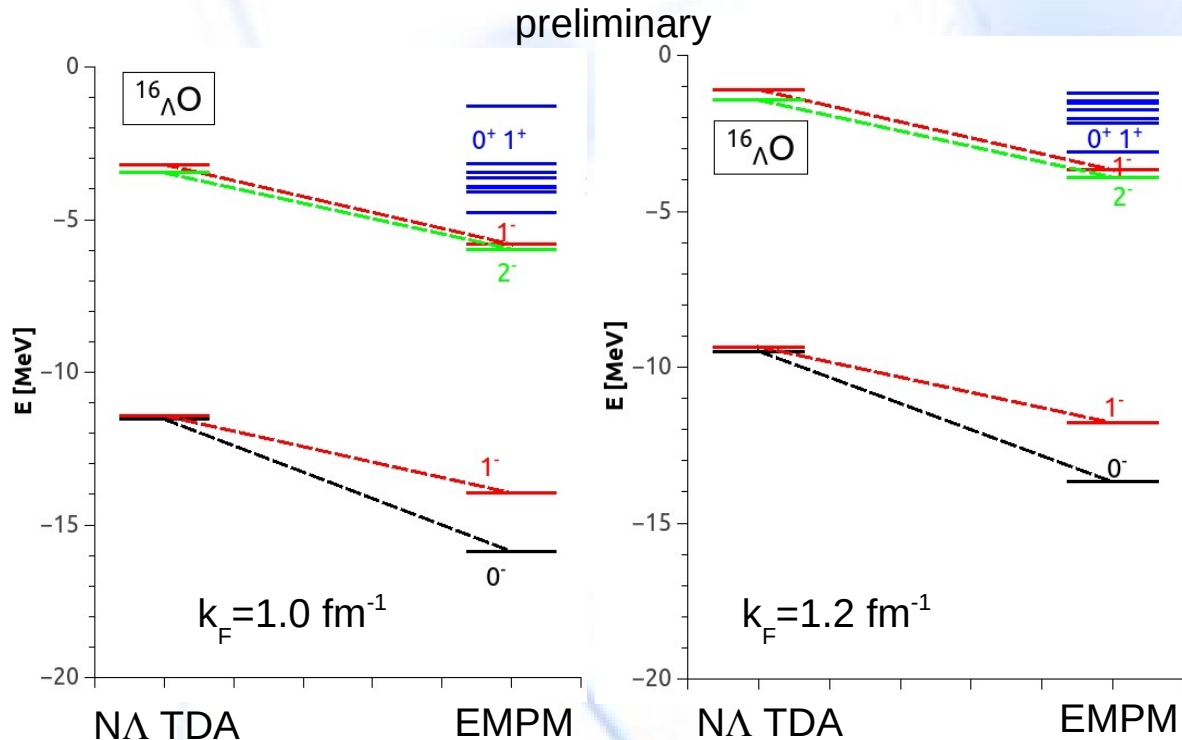 preliminary
0
¹⁶ΛO
0⁺ 1⁺
−5
1⁻
2⁻
E [MeV]
−10
1⁻
−15
0⁻
k_F=1.0 fm⁻¹
−20
NΛ TDA
EMPM
0
¹⁶ΛO
0⁺ 1⁺
1⁻
2⁻
−5
E [MeV]
−10
1⁻
0⁻
−15
k_F=1.2 fm⁻¹
−20
NΛ TDA
EMPM